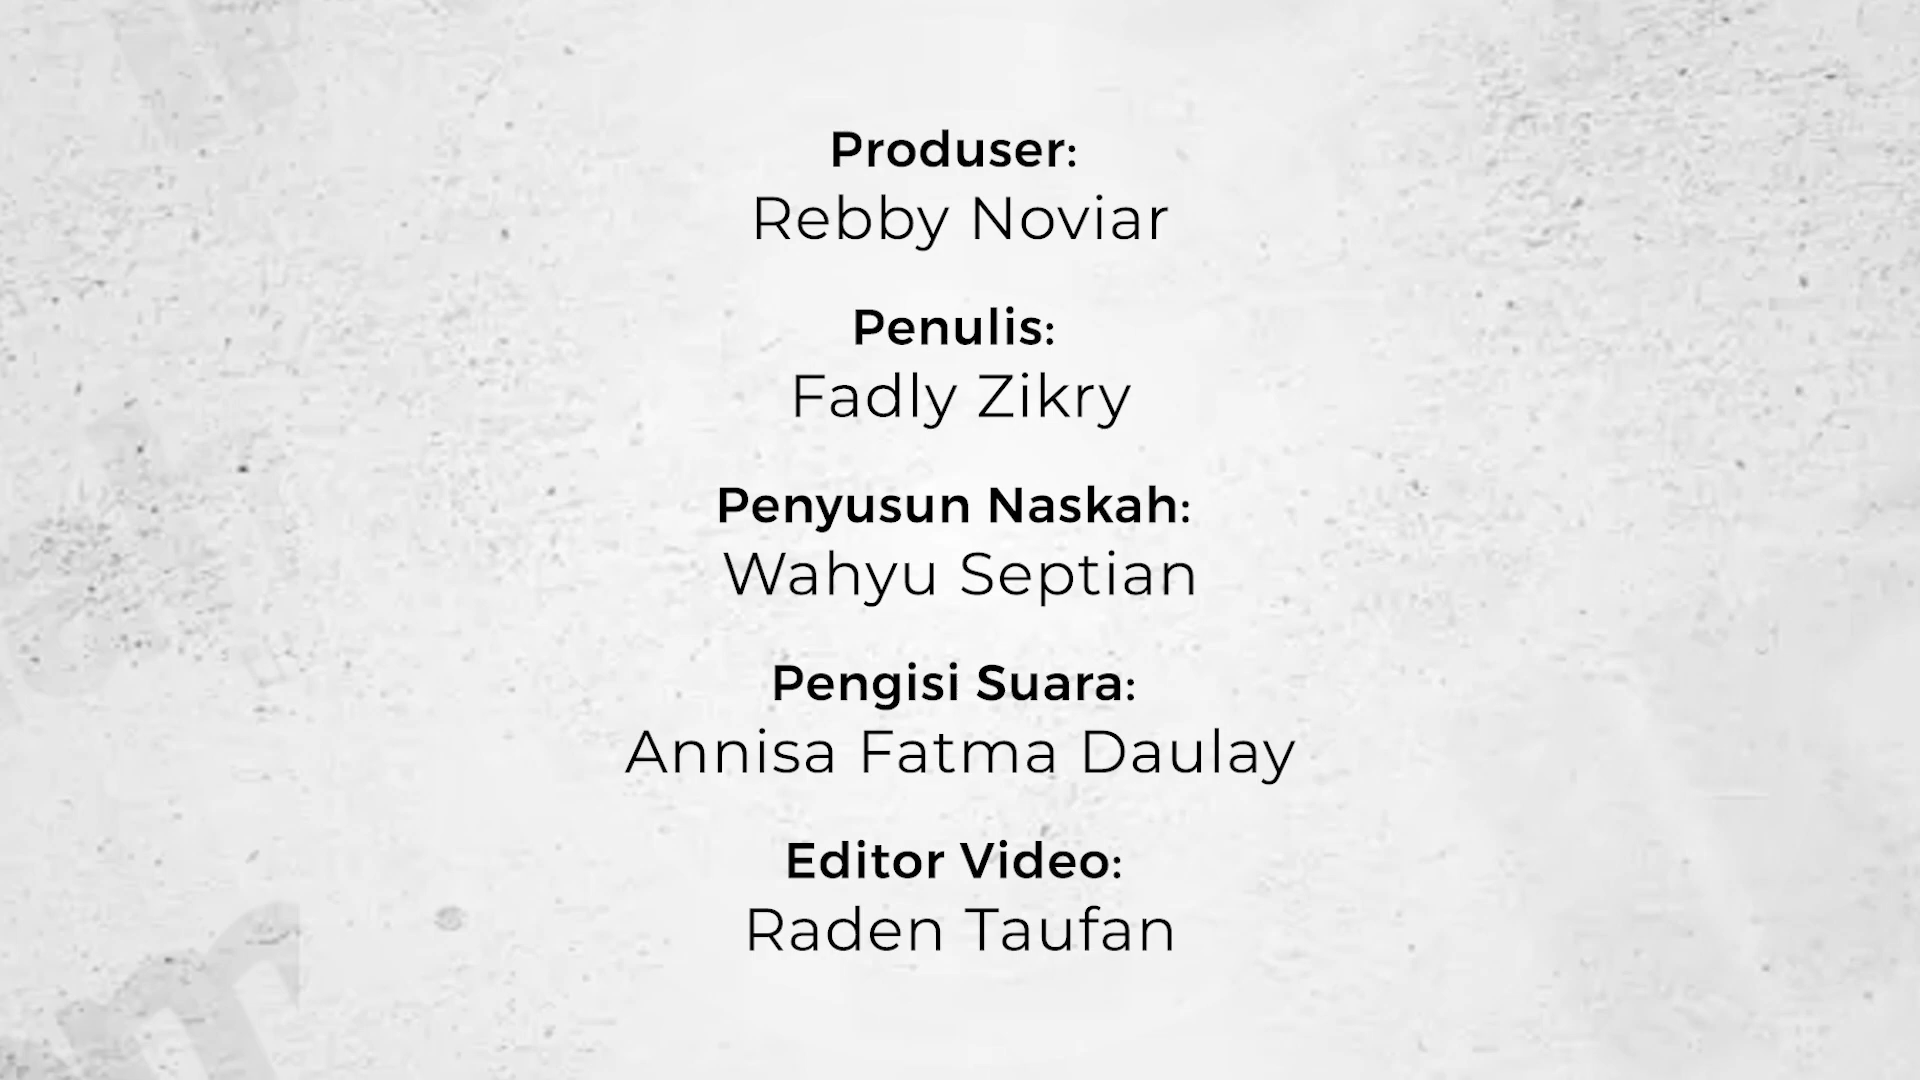 Produser:
Rebby Noviar
Penulis:
Fadly Zikry
Penyusun Naskah:
Wahyu Septian
Pengisi Suara:
Annisa Fatma Daulay
Editor Video:
Raden Taufan